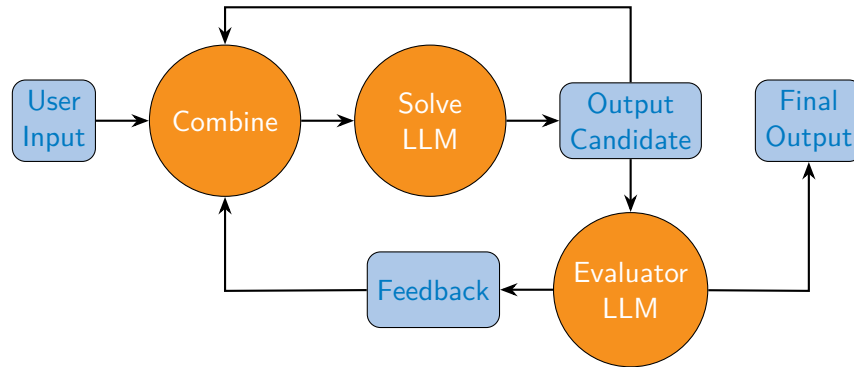 User
Input
Combine
Solve
LLM
Output
Candidate
Final
Output
Feedback
Evaluator
LLM